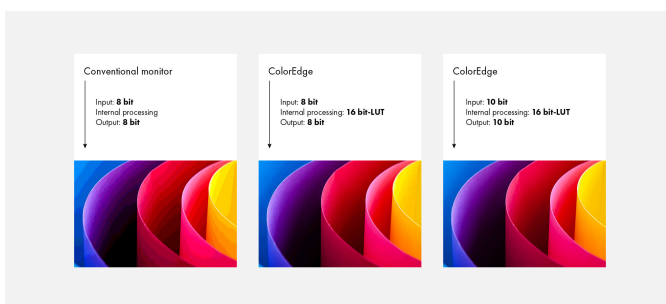 Conventional monitor
Input: 8 bit
Internal processing
Output: 8 bit
ColorEdge
Input: 8 bit
Internal processing: 16 bit-LUT
Output: 8 bit
ColorEdge
Input: 10 bit
Internal processing: 16 bit-LUT
Output: 10 bit